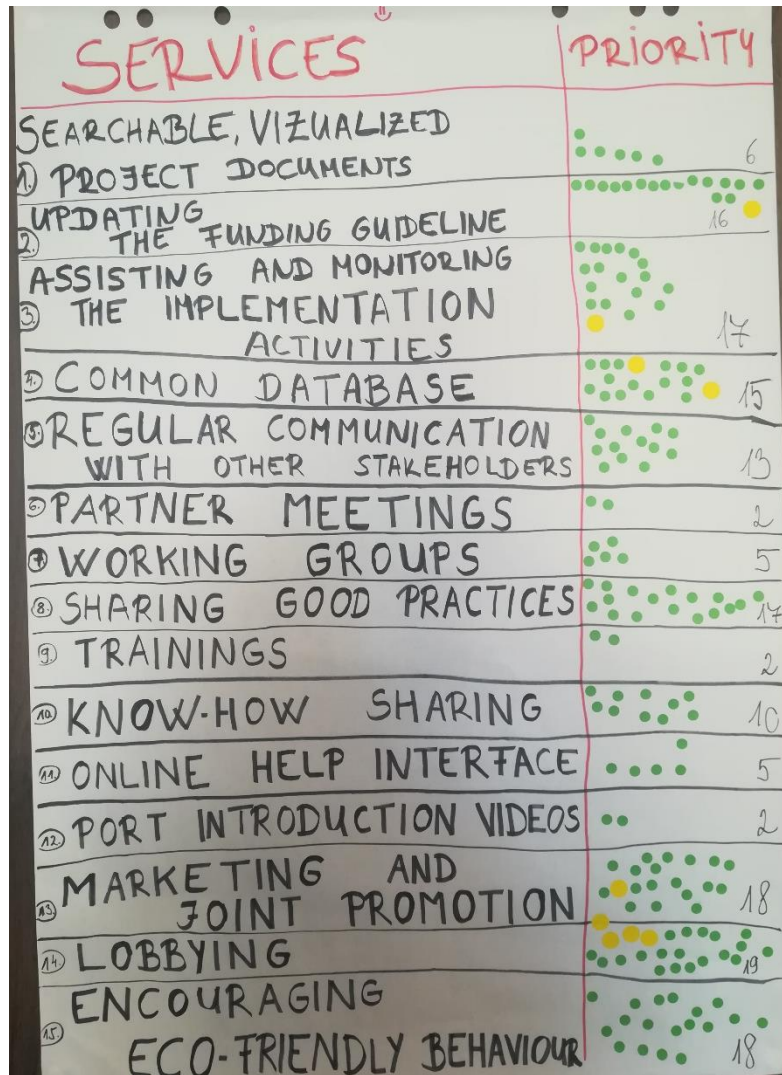 SERVICES PRIORITY
SEARCHABLE, VIZUALIZED
1. PROJECT DOCUMENTS 6
UPDATING
2. THE FUNDING GUIDELINE 16
ASSISTING AND MONITORING
3. THE IMPLEMENTATION 17
ACTIVITIES
4. COMMON DATABASE 15
5. REGULAR COMMUNICATION
WITH OTHER STAKEHOLDERS 13
6. PARTNER MEETINGS 2
7. WORKING GROUPS 5
8. SHARING GOOD PRACTICES 17
9. TRAININGS 2
10. KNOW-HOW SHARING 10
11. ONLINE HELP INTERFACE 5
12. PORT INTRODUCTION VIDEOS 2
MARKETING AND
13. JOINT PROMOTION 18
14. LOBBYING 19
ENCOURAGING
15. ECO-FRIENDLY BEHAVIOUR 18